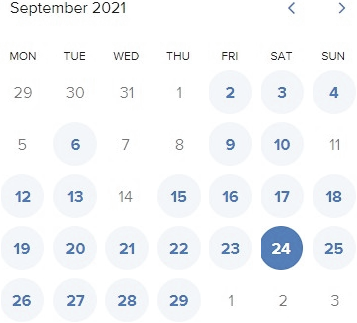 September 2021
MON TUE WED THU FRI SAT SUN
29 30 31 1 2 3 4
5 6 7 8 9 10 11
12 13 14 15 16 17 18
19 20 21 22 23 24 25
26 27 28 29 1 2 3